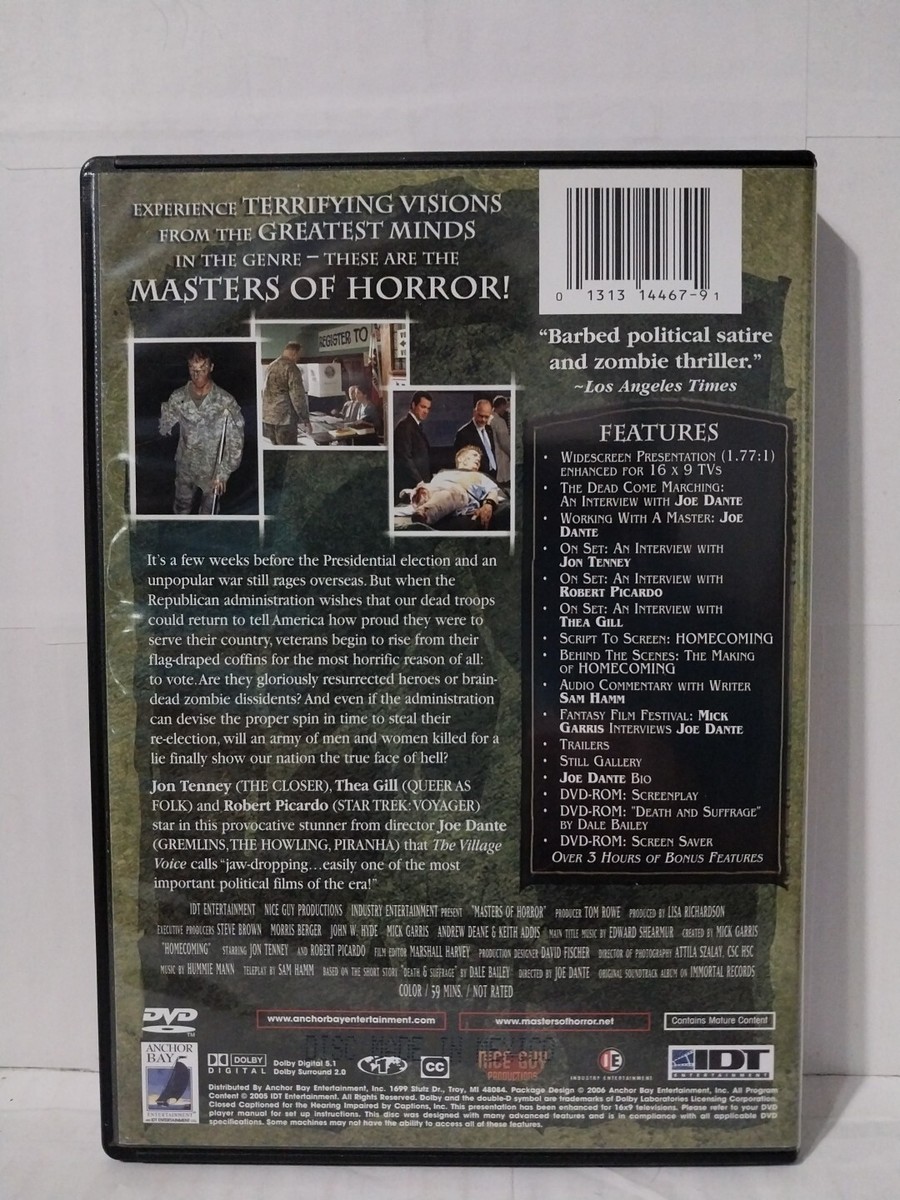 EXPERIENCE TERRIFYING VISIONS
FROM THE GREATEST MINDS
IN THE GENRE – THESE ARE THE
MASTERS OF HORROR!
0 1313 14467-9 1
REGISTER TO
"Barbed political satire
and zombie thriller."
~Los Angeles Times
It's a few weeks before the Presidential election and an
unpopular war still rages overseas. But when the
Republican administration wishes that our dead troops
could return to tell America how proud they were to
serve their country, veterans begin to rise from their
flag-draped coffins for the most horrific reason of all:
to vote. Are they gloriously resurrected heroes or brain-
dead zombie dissidents? And even if the administration
can devise the proper spin in time to steal their
re-election, will an army of men and women killed for a
lie finally show our nation the true face of hell?
Jon Tenney (THE CLOSER), Thea Gill (QUEER AS
FOLK) and Robert Picardo (STAR TREK: VOYAGER)
star in this provocative stunner from director Joe Dante
(GREMLINS, THE HOWLING, PIRANHA) that The Village
Voice calls "jaw-dropping…easily one of the most
important political films of the era!"
FEATURES
• WIDESCREEN PRESENTATION (1.77:1)
ENHANCED FOR 16 X 9 TVS
• THE DEAD COME MARCHING:
AN INTERVIEW WITH JOE DANTE
• WORKING WITH A MASTER: JOE
DANTE
• ON SET: AN INTERVIEW WITH
JON TENNEY
• ON SET: AN INTERVIEW WITH
ROBERT PICARDO
• ON SET: AN INTERVIEW WITH
THEA GILL
• SCRIPT TO SCREEN: HOMECOMING
• BEHIND THE SCENES: THE MAKING
OF HOMECOMING
• AUDIO COMMENTARY WITH WRITER
SAM HAMM
• FANTASY FILM FESTIVAL: MICK
GARRIS INTERVIEWS JOE DANTE
• TRAILERS
• STILL GALLERY
• JOE DANTE BIO
• DVD-ROM: SCREENPLAY
• DVD-ROM: "DEATH AND SUFFRAGE"
BY DALE BAILEY
• DVD-ROM: SCREEN SAVER
OVER 3 HOURS OF BONUS FEATURES
IDT ENTERTAINMENT NICE GUY PRODUCTIONS INDUSTRY ENTERTAINMENT PRESENT "MASTERS OF HORROR" PRODUCER TOM ROWE PRODUCED BY LISA RICHARDSON
EXECUTIVE PRODUCERS STEVE BROWN MORRIS BERGER JOHN W. HYDE MICK GARRIS ANDREW DEANE & KEITH ADDIS MAIN TITLE MUSIC BY EDWARD SHEARMUR CREATED BY MICK GARRIS
"HOMECOMING" STARRING JON TENNEY AND ROBERT PICARDO FILM EDITOR MARSHALL HARVEY PRODUCTION DESIGNER DAVID FISCHER DIRECTOR OF PHOTOGRAPHY ATTILA SZALAY, CSC HSC
MUSIC BY HUMMIE MANN TELEPLAY BY SAM HAMM BASED ON THE SHORT STORY "DEATH & SUFFRAGE" BY DALE BAILEY DIRECTED BY JOE DANTE ORIGINAL SOUNDTRACK ALBUM ON IMMORTAL RECORDS
COLOR / 59 MINS. / NOT RATED
DVD
TM
www.anchorbayentertainment.com
www.mastersofhorror.net
Contains Mature Content
DISC MADE IN MEXICO
ANCHOR
BAY
ENTERTAINMENT
DOLBY
DIGITAL
Dolby Digital 5.1
Dolby Surround 2.0
1
CC
NICE GUY
PRODUCTIONS
IE
INDUSTRY ENTERTAINMENT
IDT
ENTERTAINMENT
Distributed By Anchor Bay Entertainment, Inc. 1699 Stutz Dr., Troy, MI 48084. Package Design © 2006 Anchor Bay Entertainment, Inc. All Program
Content © 2005 IDT Entertainment. All Rights Reserved. Dolby and the double-D symbol are trademarks of Dolby Laboratories Licensing Corporation.
Closed Captioned for the Hearing Impaired by Captions, Inc. This presentation has been enhanced for 16x9 televisions. Please refer to your DVD
player manual for set up instructions. This disc was designed with many advanced features and is in compliance with all applicable DVD
specifications. Some machines may not have the ability to access all of these features.